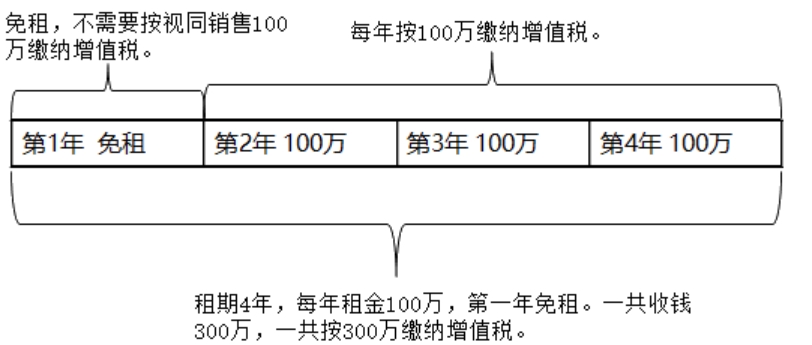 免租，不需要按视同销售100
万缴纳增值税。
每年按100万缴纳增值税。
第1年 免租
第2年 100万
第3年 100万
第4年 100万
租期4年，每年租金100万，第一年免租。一共收钱
300万，一共按300万缴纳增值税。